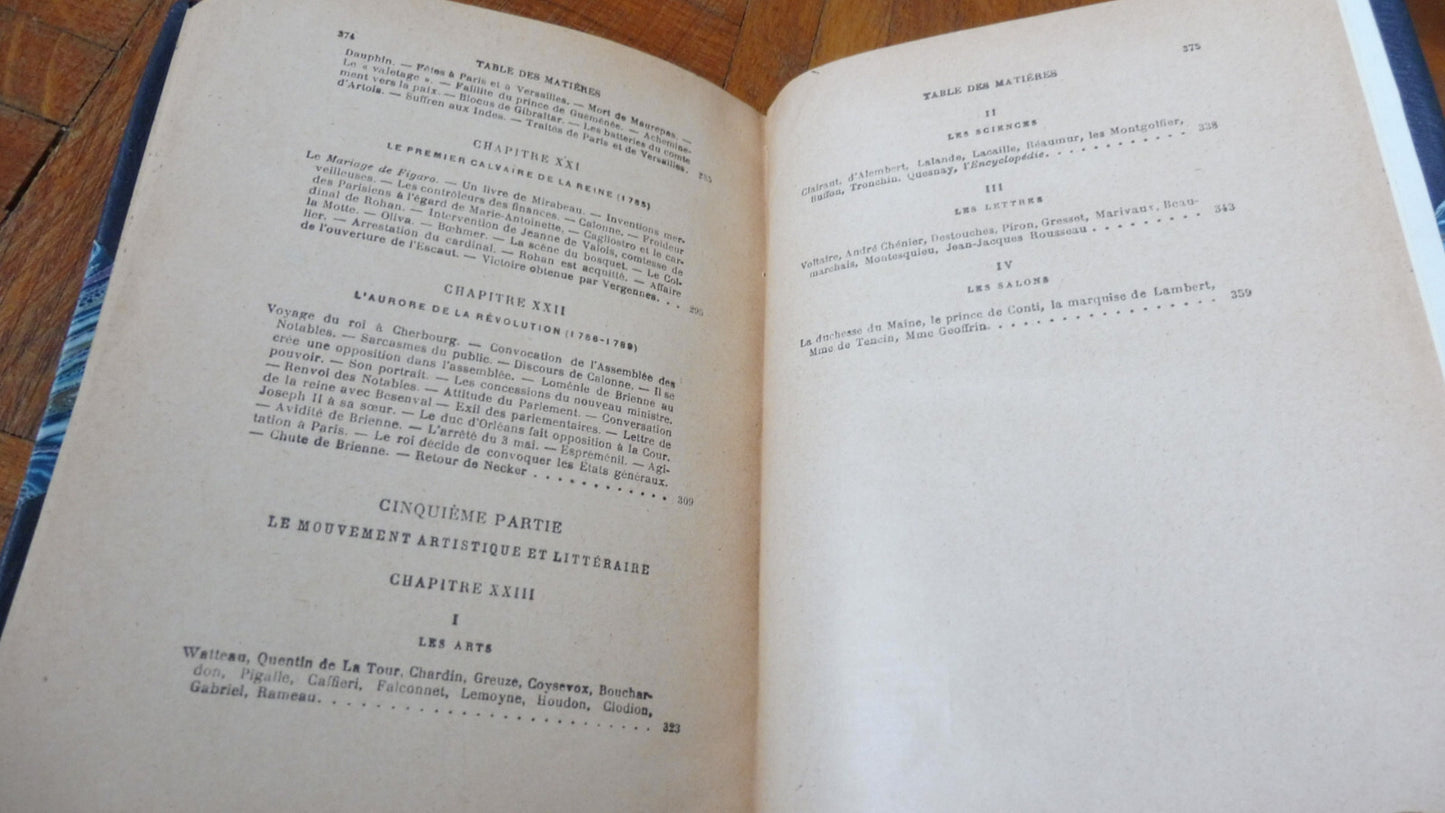 374
TABLE DES MATIÈRES
Dauphin. — Fêtes à Paris et à Versailles. — Mort de Maurepas. —
Le « valetage ». — Faillite du prince de Guéménée. — Achemine-
ment vers la paix. — Blocus de Gibraltar. — Les batteries du comte
d'Artois. — Suffren aux Indes. — Traités de Paris et de Versailles.
CHAPITRE XXI
LE PREMIER CALVAIRE DE LA REINE (1785)
Le Mariage de Figaro. — Un livre de Mirabeau. — Inventions mer-
veilleuses. — Les contrôleurs des finances. — Calonne. — Froideur
des Parisiens à l'égard de Marie-Antoinette. — Cagliostro et le car-
dinal de Rohan. — Intervention de Jeanne de Valois, comtesse de
la Motte. — Oliva. — Bœhmer. — La scène du bosquet. — Le Col-
lier. — Arrestation du cardinal. — Rohan est acquitté. — Affaire
de l'ouverture de l'Escaut. — Victoire obtenue par Vergennes. . . 295
CHAPITRE XXII
L'AURORE DE LA RÉVOLUTION (1786-1789)
Voyage du roi à Cherbourg. — Convocation de l'Assemblée des
Notables. — Sarcasmes du public. — Discours de Calonne. — Il se
crée une opposition dans l'assemblée. — Loménie de Brienne au
pouvoir. — Son portrait. — Les concessions du nouveau ministre.
— Renvoi des Notables. — Attitude du Parlement. — Conversation
de la reine avec Besenval — Exil des parlementaires. — Lettre de
Joseph II à sa sœur. — Le duc d'Orléans fait opposition à la Cour.
— Avidité de Brienne. — L'arrêté du 3 mai. — Espréménil. — Agi-
tation à Paris. — Le roi décide de convoquer les Etats généraux.
— Chute de Brienne. — Retour de Necker . . . . . . . . . . . . 309
CINQUIÈME PARTIE
LE MOUVEMENT ARTISTIQUE ET LITTÉRAIRE
CHAPITRE XXIII
I
LES ARTS
Watteau, Quentin de La Tour, Chardin, Greuze, Coysevox, Bouchar-
don, Pigalle, Caffieri, Falconnet, Lemoyne, Houdon, Clodion,
Gabriel, Rameau. . . . . . . . . . . . . . . . . . . . . . . . . 323
375
TABLE DES MATIÈRES
II
LES SCIENCES
Clairant, d'Alembert, Lalande, Lacaille, Réaumur, les Montgolfier,
Buffon, Tronchin, Quesnay, l'Encyclopédie. . . . . . . . . . . 338
III
LES LETTRES
Voltaire, André Chénier, Destouches, Piron, Gresset, Marivaux, Beau-
marchais, Montesquieu, Jean-Jacques Rousseau . . . . . . . . 343
IV
LES SALONS
La duchesse du Maine, le prince de Conti, la marquise de Lambert,
Mme de Tencin, Mme Geoffrin. . . . . . . . . . . . . . . . . . 359